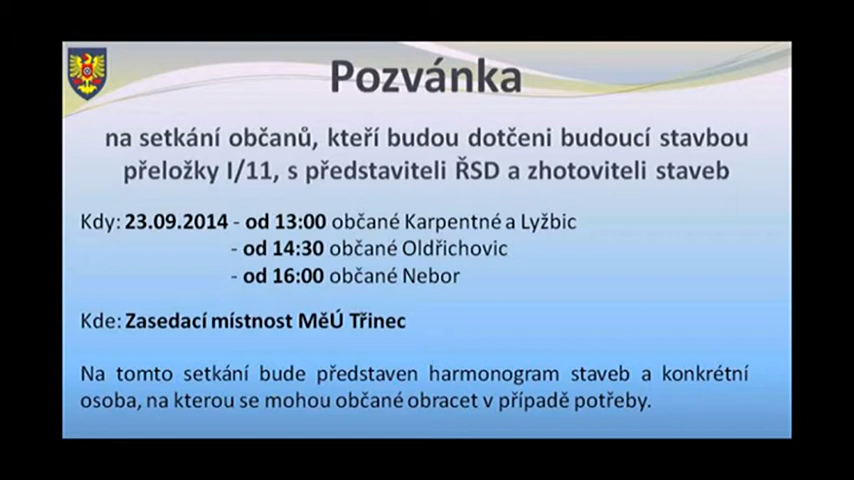 Pozvánka
na setkání občanů, kteří budou dotčeni budoucí stavbou
přeložky I/11, s představiteli ŘSD a zhotoviteli staveb
Kdy: 23.09.2014 - od 13:00 občané Karpentné a Lyžbic
- od 14:30 občané Oldřichovic
- od 16:00 občané Nebor
Kde: Zasedací místnost MěÚ Třinec
Na tomto setkání bude představen harmonogram staveb a konkrétní
osoba, na kterou se mohou občané obracet v případě potřeby.